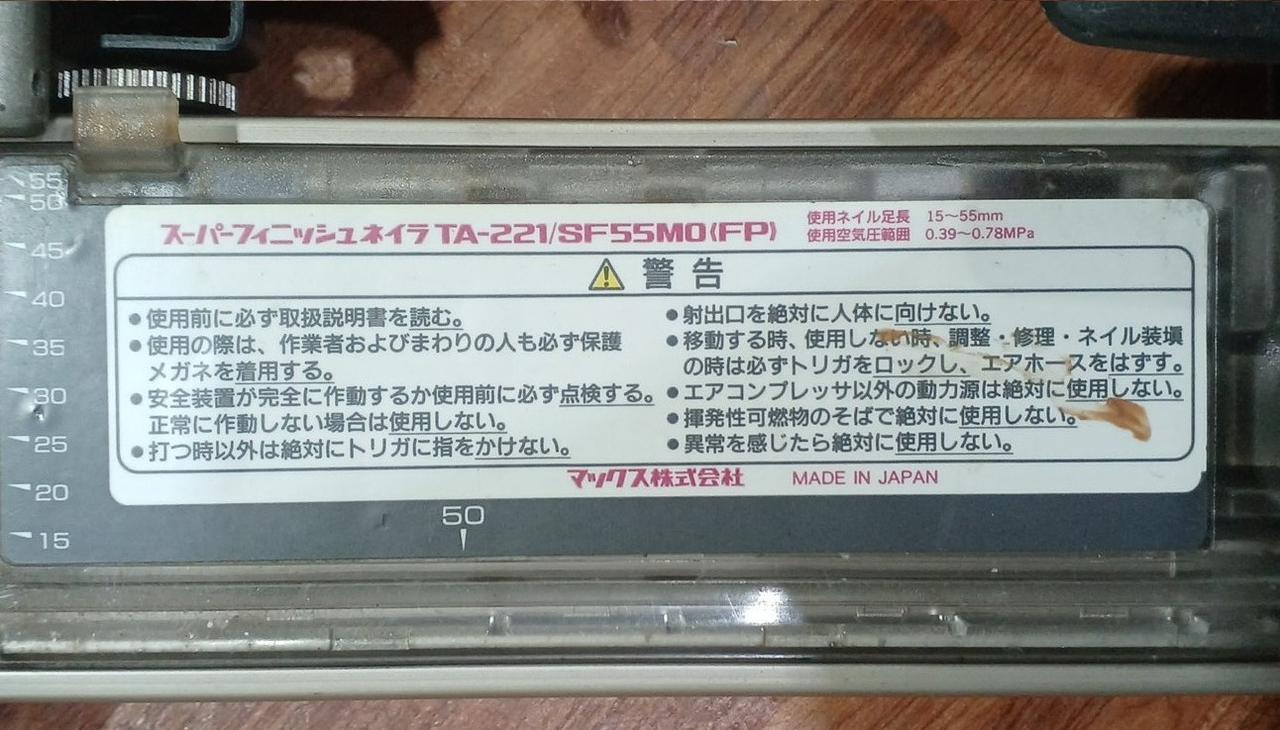 スーパーフィニッシュネイラ TA-221/SF55MO(FP)
使用ネイル足長 15～55mm
使用空気圧範囲 0.39～0.78MPa
警告
●使用前に必ず取扱説明書を読む。
●使用の際は、作業者およびまわりの人も必ず保護
メガネを着用する。
●安全装置が完全に作動するか使用前に必ず点検する。
正常に作動しない場合は使用しない。
●打つ時以外は絶対にトリガに指をかけない。
●射出口を絶対に人体に向けない。
●移動する時、使用しない時、調整・修理・ネイル装塡
の時は必ずトリガをロックし、エアホースをはずす。
●エアコンプレッサ以外の動力源は絶対に使用しない。
●揮発性可燃物のそばで絶対に使用しない。
●異常を感じたら絶対に使用しない。
マックス株式会社 MADE IN JAPAN
55
50
45
40
35
30
25
20
15
50